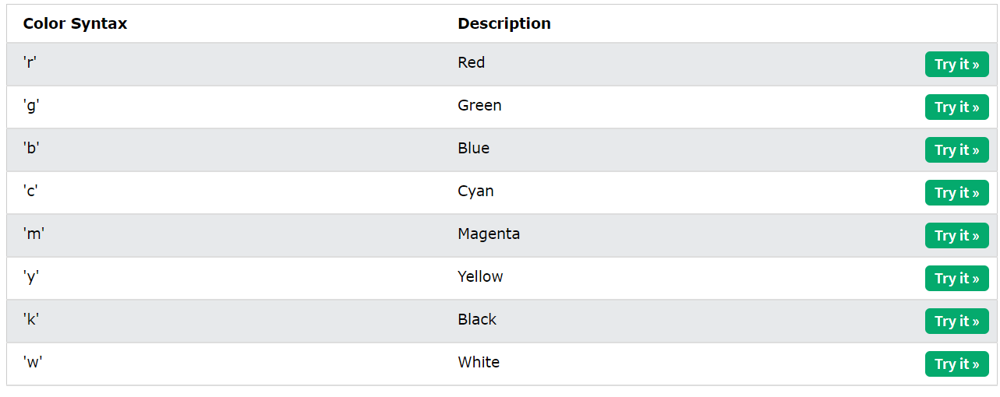 Color Syntax Description
'r' Red Try it »
'g' Green Try it »
'b' Blue Try it »
'c' Cyan Try it »
'm' Magenta Try it »
'y' Yellow Try it »
'k' Black Try it »
'w' White Try it »